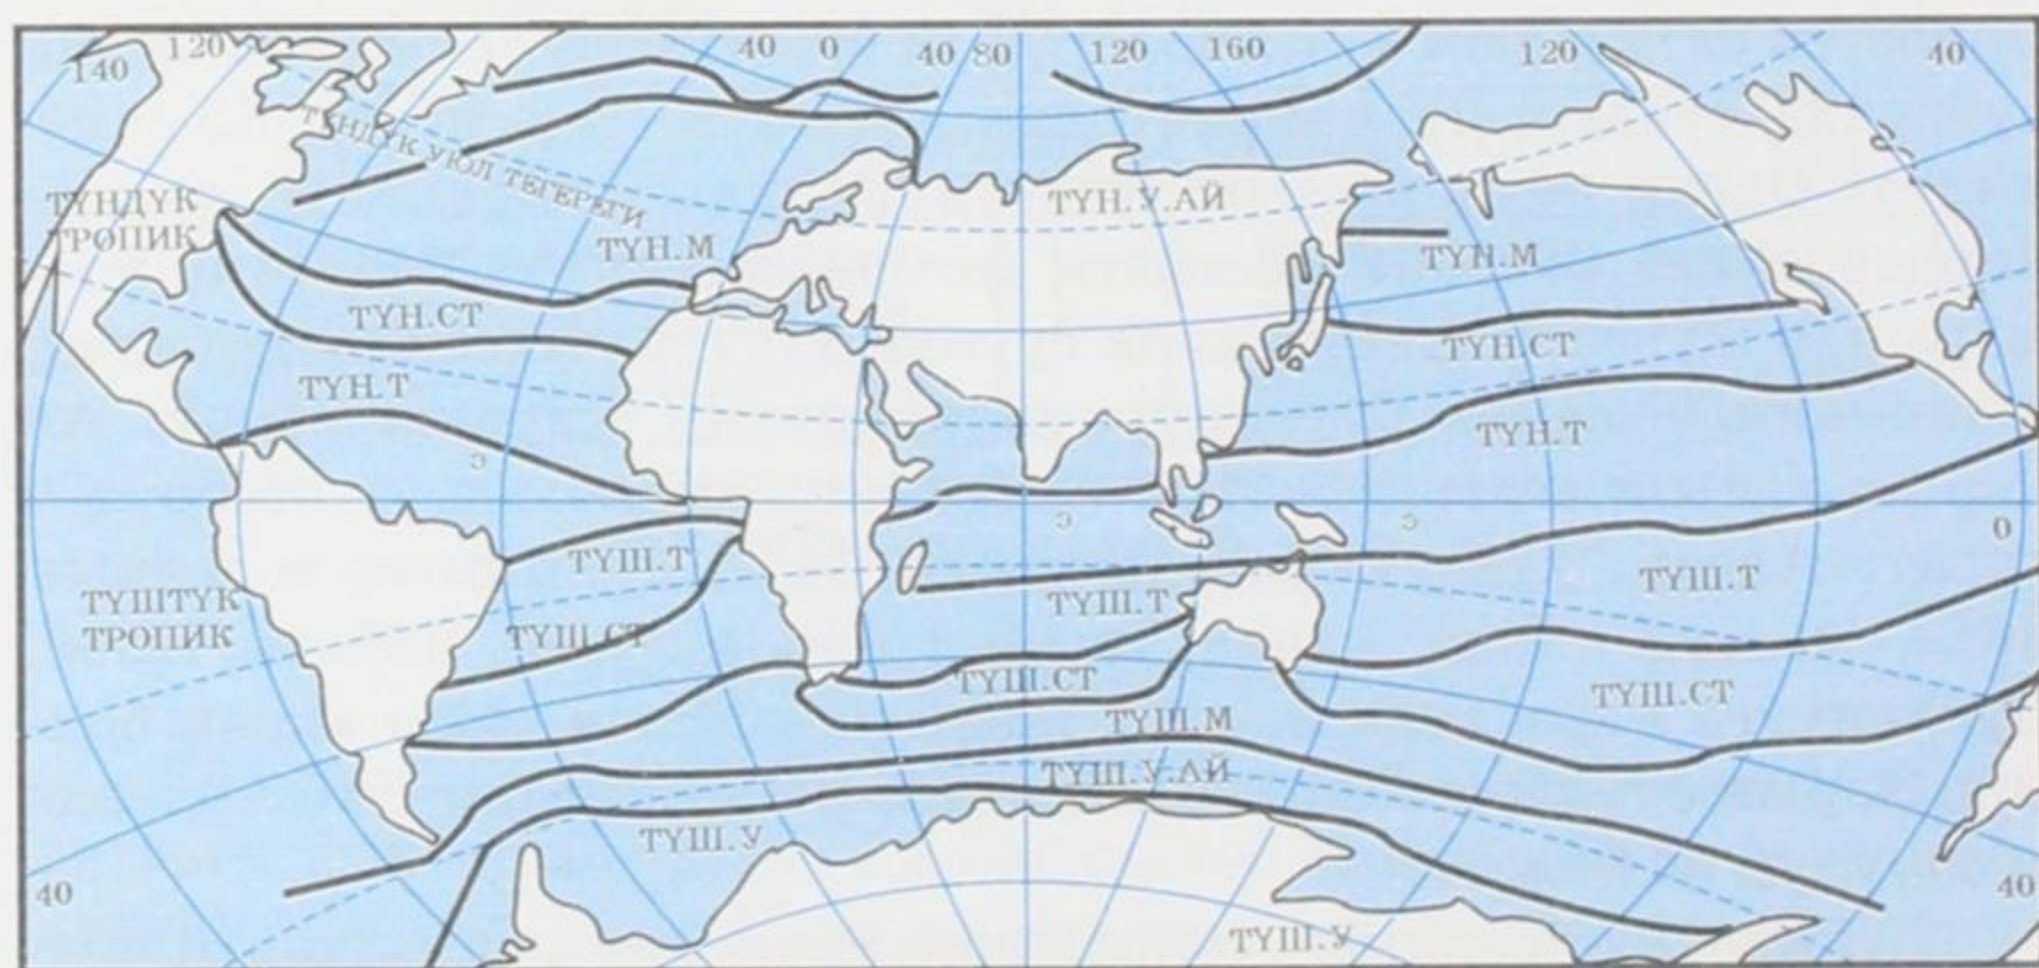 120
40
0
40
80
120
160
120
40
140
ТҮНДҮК УЮЛ ТЕГЕРЕГИ
ТҮНДҮК
ТРОПИК
ТҮН.У.АЙ
ТҮН.М
ТҮН.М
ТҮН.СТ
ТҮН.СТ
ТҮН.Т
ТҮН.Т
э
э
э
0
ТҮШ.Т
ТҮШ.Т
ТҮШ.Т
ТҮШТҮК
ТРОПИК
ТҮШ.СТ
ТҮШ.СТ
ТҮШ.СТ
ТҮШ.М
ТҮШ.У.АЙ
ТҮШ.У
40
40
ТҮШ.У